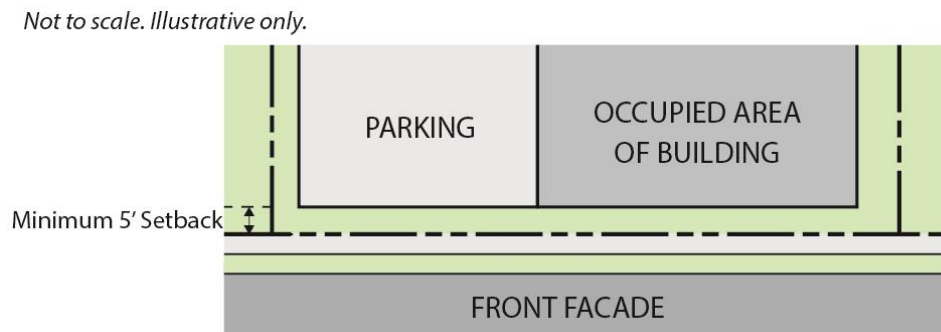 Not to scale. Illustrative only.
PARKING
OCCUPIED AREA
OF BUILDING
Minimum 5’ Setback
FRONT FACADE